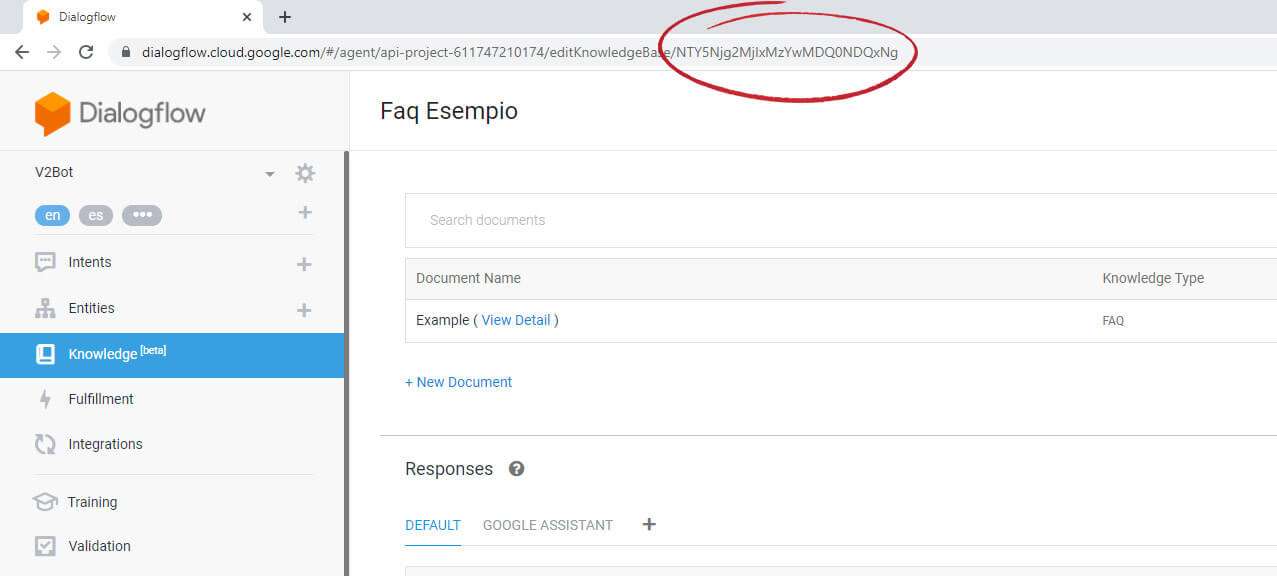 Dialogflow
dialogflow.cloud.google.com/#/agent/api-project-611747210174/editKnowledgeBase/NTY5Njg2MjIxMzYwMDQ0NDQxNg
Dialogflow
Faq Esempio
V2Bot
en es •••
Search documents
Intents
Document Name Knowledge Type
Entities
Example ( View Detail ) FAQ
Knowledge [beta]
+ New Document
Fulfillment
Integrations
Responses
Training
DEFAULT GOOGLE ASSISTANT
Validation